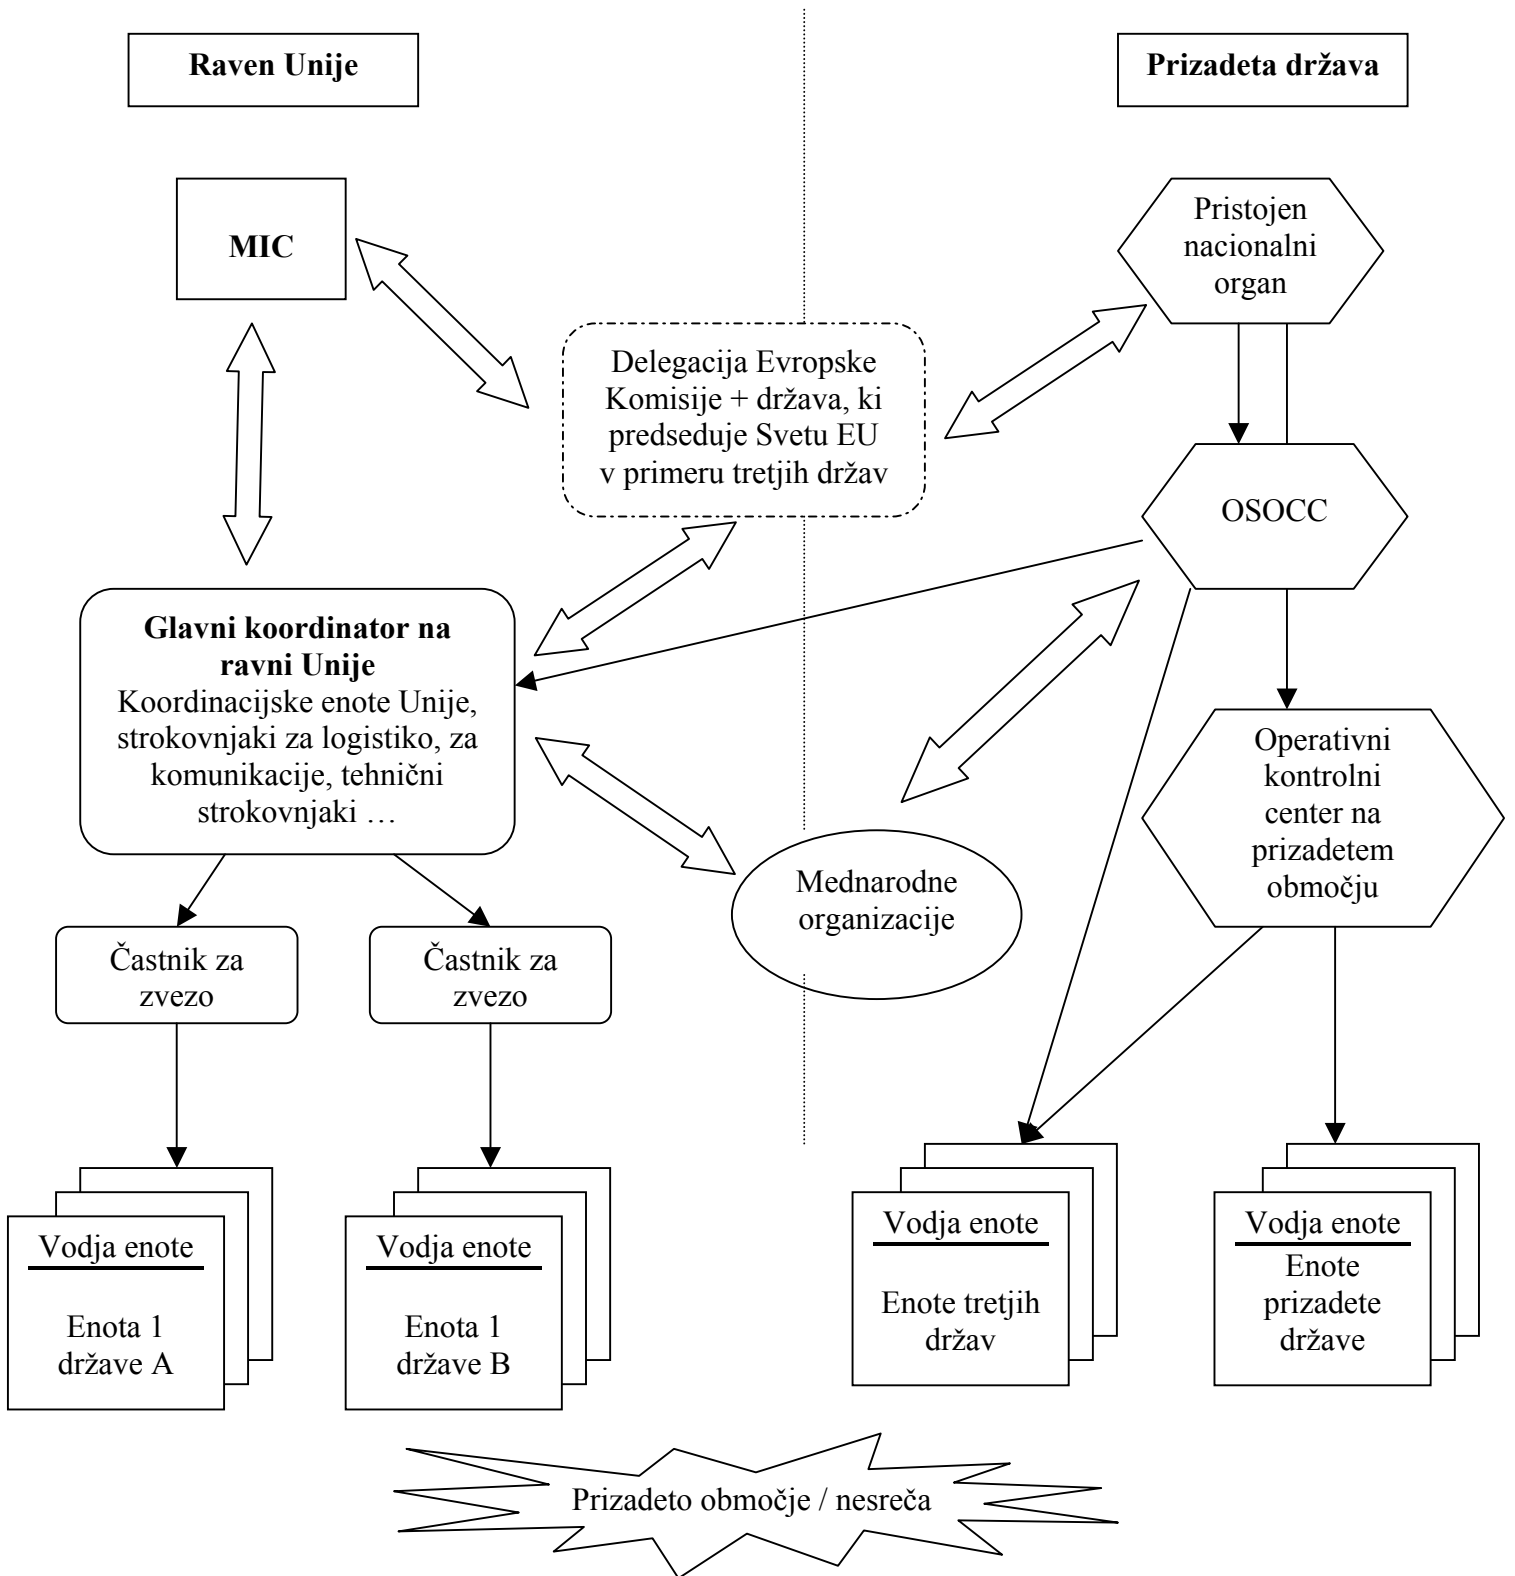 Raven Unije
Prizadeta država
MIC
Pristojen
nacionalni
organ
Delegacija Evropske
Komisije + država, ki
predseduje Svetu EU
v primeru tretjih držav
OSOCC
Glavni koordinator na
ravni Unije
Koordinacijske enote Unije,
strokovnjaki za logistiko, za
komunikacije, tehnični
strokovnjaki …
Operativni
kontrolni
center na
prizadetem
območju
Mednarodne
organizacije
Častnik za
zvezo
Častnik za
zvezo
Vodja enote
Enota 1
države A
Vodja enote
Enota 1
države B
Vodja enote
Enote tretjih
držav
Vodja enote
Enote
prizadete
države
Prizadeto območje / nesreča